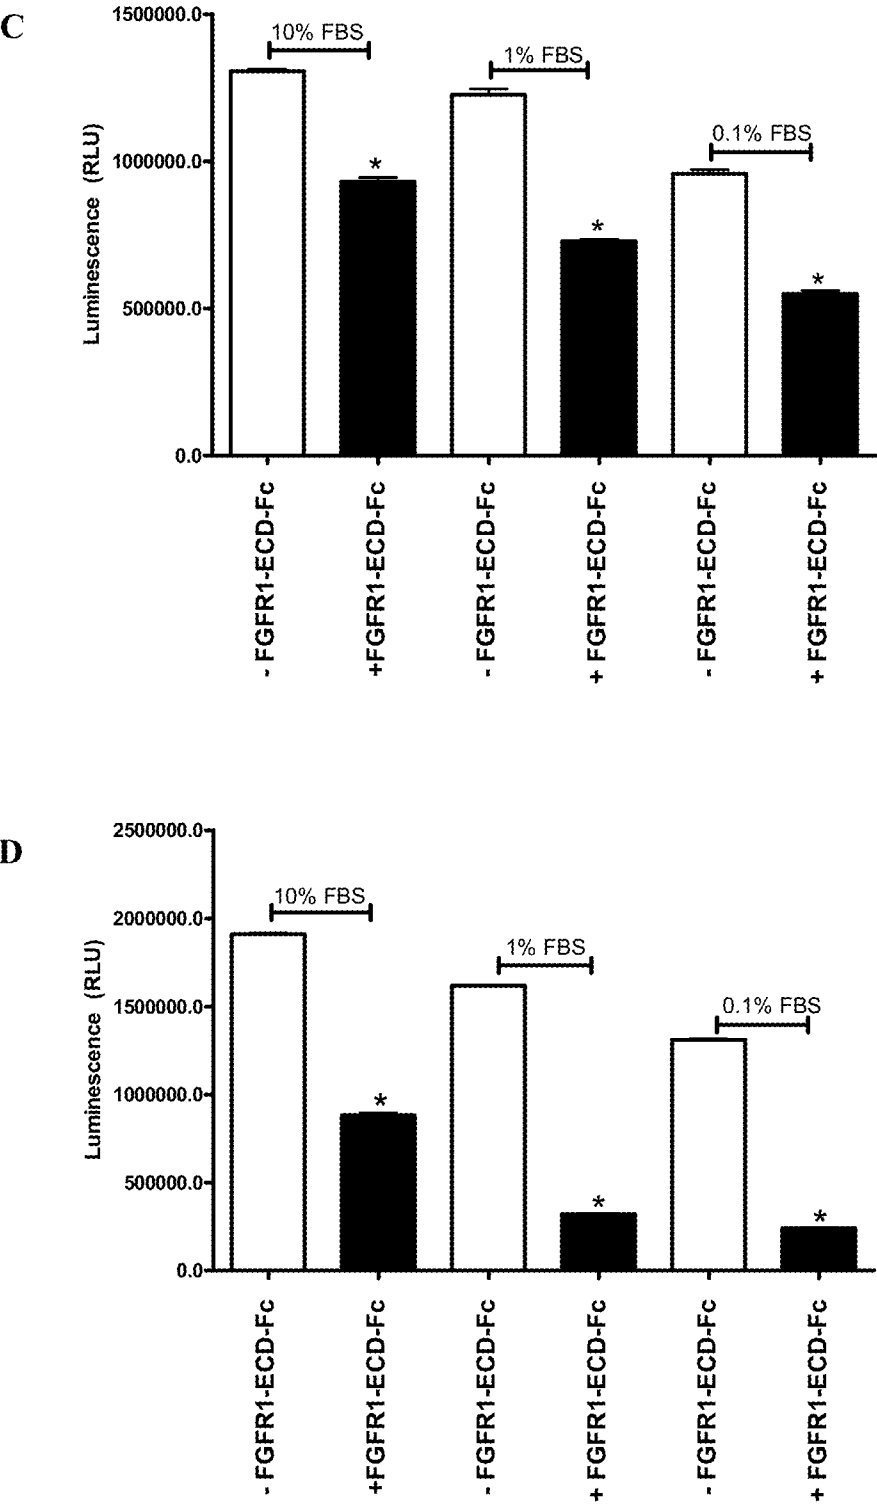 C
1500000.0
1000000.0
500000.0
0.0
Luminescence (RLU)
10% FBS
1% FBS
0.1% FBS
*
*
*
- FGFR1-ECD-Fc
+FGFR1-ECD-Fc
- FGFR1-ECD-Fc
+ FGFR1-ECD-Fc
- FGFR1-ECD-Fc
+ FGFR1-ECD-Fc
D
2500000.0
2000000.0
1500000.0
1000000.0
500000.0
0.0
Luminescence (RLU)
10% FBS
1% FBS
0.1% FBS
*
*
*
- FGFR1-ECD-Fc
+FGFR1-ECD-Fc
- FGFR1-ECD-Fc
+ FGFR1-ECD-Fc
- FGFR1-ECD-Fc
+ FGFR1-ECD-Fc